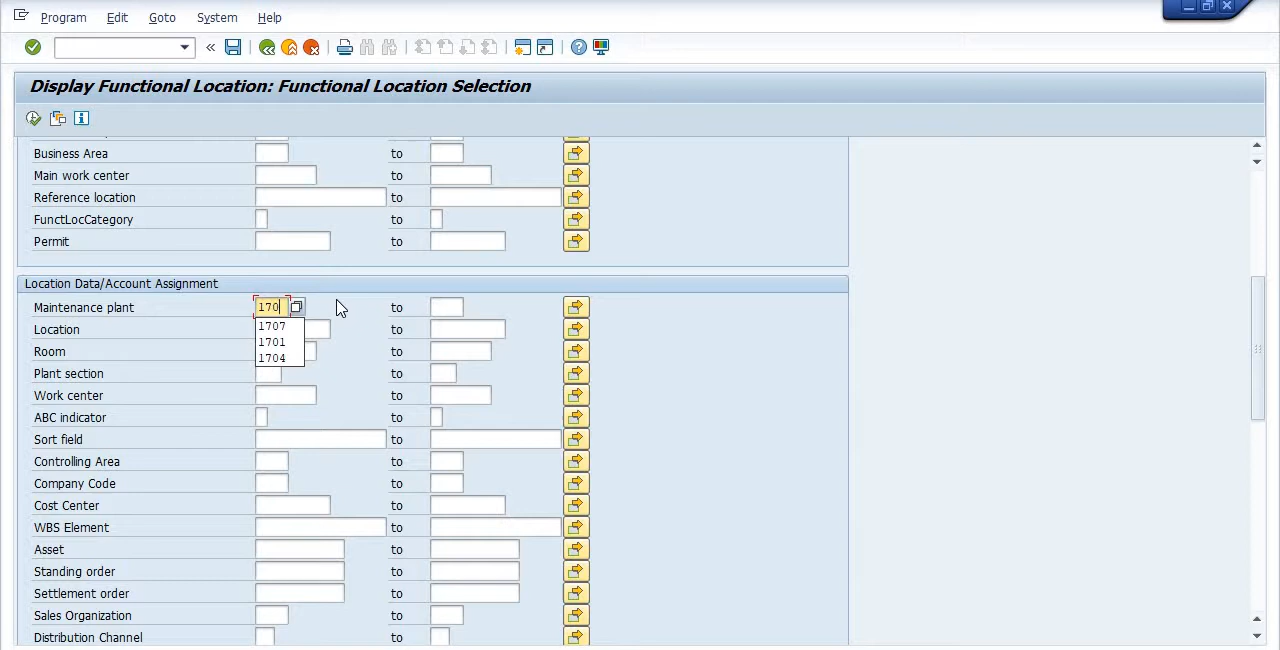 Program Edit Goto System Help
Display Functional Location: Functional Location Selection
Business Area to
Main work center to
Reference location to
FunctLocCategory to
Permit to
Location Data/Account Assignment
Maintenance plant 170 to
1707
1701
1704
Location to
Room to
Plant section to
Work center to
ABC indicator to
Sort field to
Controlling Area to
Company Code to
Cost Center to
WBS Element to
Asset to
Standing order to
Settlement order to
Sales Organization to
Distribution Channel to